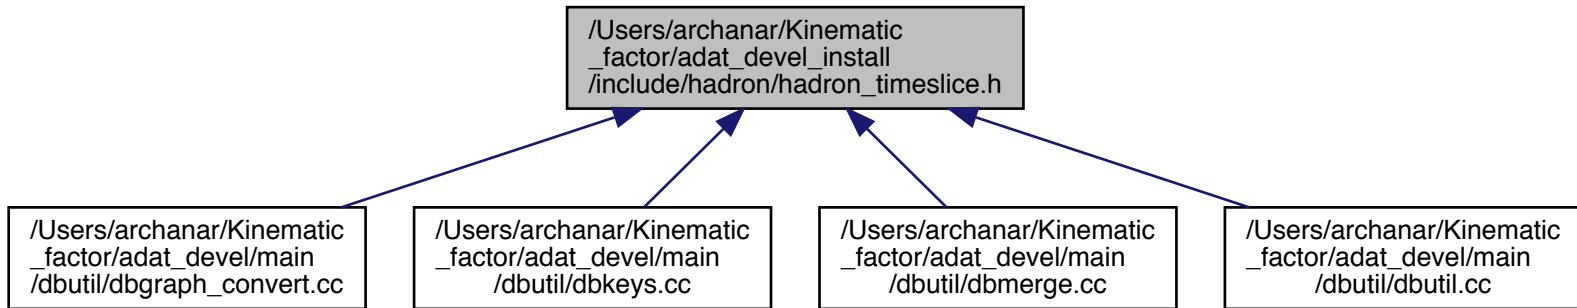 /Users/archanar/Kinematic
_factor/adat_devel_install
/include/hadron/hadron_timeslice.h
/Users/archanar/Kinematic
_factor/adat_devel/main
/dbutil/dbgraph_convert.cc
/Users/archanar/Kinematic
_factor/adat_devel/main
/dbutil/dbkeys.cc
/Users/archanar/Kinematic
_factor/adat_devel/main
/dbutil/dbmerge.cc
/Users/archanar/Kinematic
_factor/adat_devel/main
/dbutil/dbutil.cc